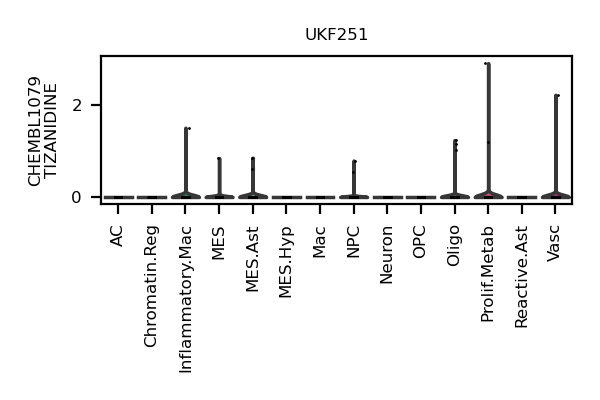 UKF251
CHEMBL1079
TIZANIDINE
2
0
AC
Chromatin.Reg
Inflammatory.Mac
MES
MES.Ast
MES.Hyp
Mac
NPC
Neuron
OPC
Oligo
Prolif.Metab
Reactive.Ast
Vasc